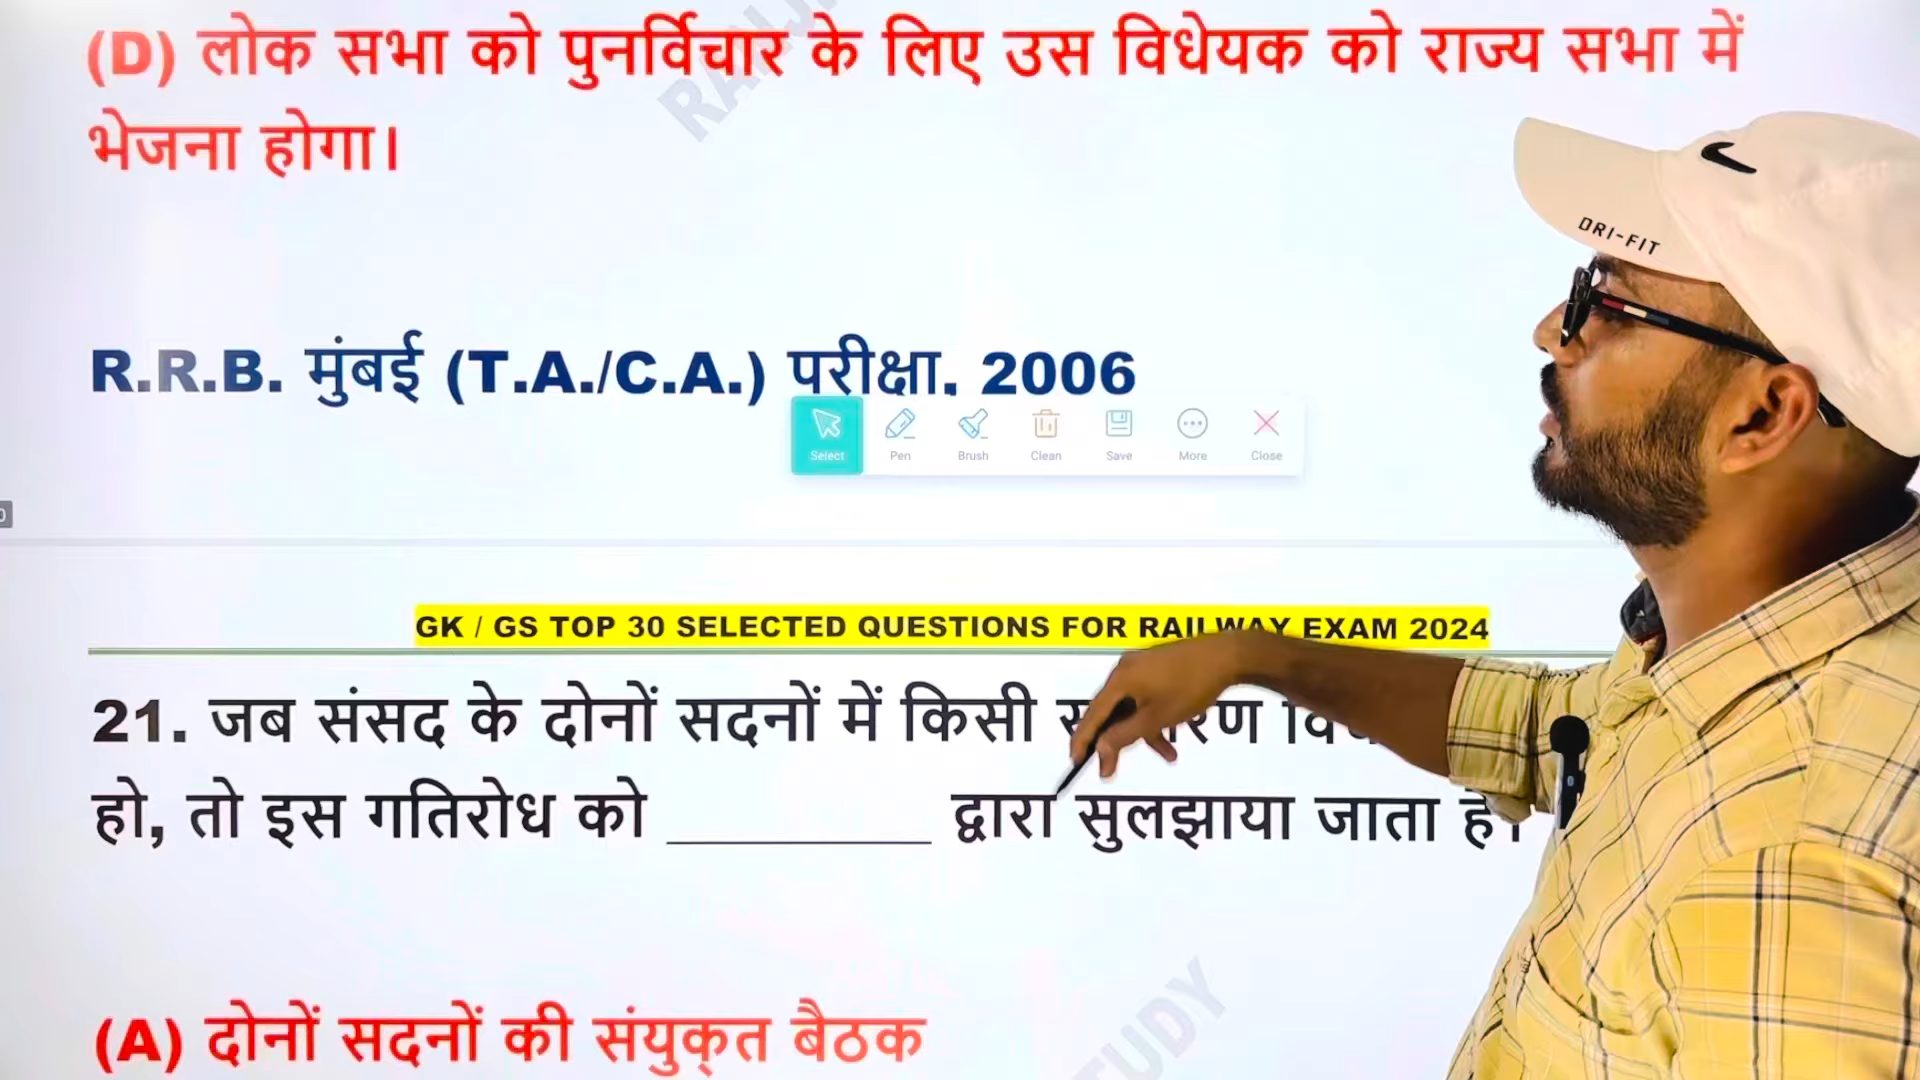 (D) लोक सभा को पुनर्विचार के लिए उस विधेयक को राज्य सभा में
भेजना होगा।
DRI-FIT
R.R.B. मुंबई (T.A./C.A.) परीक्षा, 2006
Select Pen Brush Clean Save More Close
GK / GS TOP 30 SELECTED QUESTIONS FOR RAILWAY EXAM 2024
21. जब संसद के दोनों सदनों में किसी
हो, तो इस गतिरोध को __________ द्वारा सुलझाया जाता है।
(A) दोनों सदनों की संयुक्त बैठक